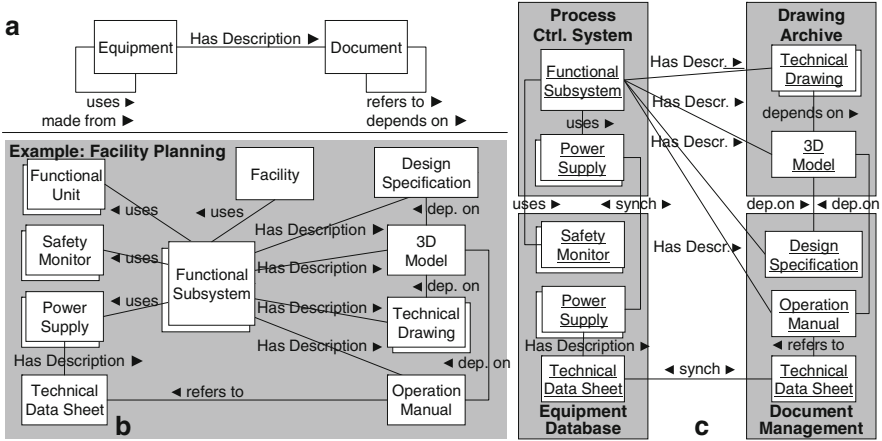 a
Equipment
Has Description ▶
Document
uses ▶
made from ▶
refers to ▶
depends on ▶
Example: Facility Planning
Functional
Unit
Facility
Design
Specification
◀ uses
◀ uses
◀ dep. on
Has Description ▶
Safety
Monitor
◀ uses
Functional
Subsystem
3D
Model
Has Description ▶
◀ dep. on
Power
Supply
◀ uses
Has Description ▶
Technical
Drawing
Has Description ▶
Has Description ▶
◀ dep. on
Technical
Data Sheet
◀ refers to
Operation
Manual
b
Process
Ctrl. System
Drawing
Archive
Functional
Subsystem
Has Descr. ▶
Technical
Drawing
Has Descr. ▶
depends on ▶
uses ▶
Has Descr. ▶
Power
Supply
3D
Model
uses ▶
◀ synch ▶
dep.on ▶
◀ dep.on
Safety
Monitor
Has Descr. ▶
Design
Specification
Power
Supply
Operation
Manual
Has Description ▶
◀ refers to
Technical
Data Sheet
◀ synch ▶
Technical
Data Sheet
Equipment
Database
c
Document
Management